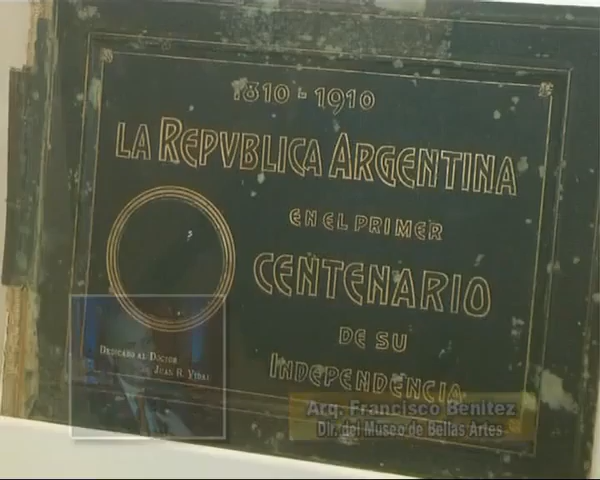 1810 - 1910
LA REPVBLICA ARGENTINA
EN EL PRIMER
CENTENARIO
DE SU
INDEPENDENCIA
DEDICADO AL DOCTOR
JUAN R. VIDAL
Arq. Francisco Benitez
Dir. del Museo de Bellas Artes